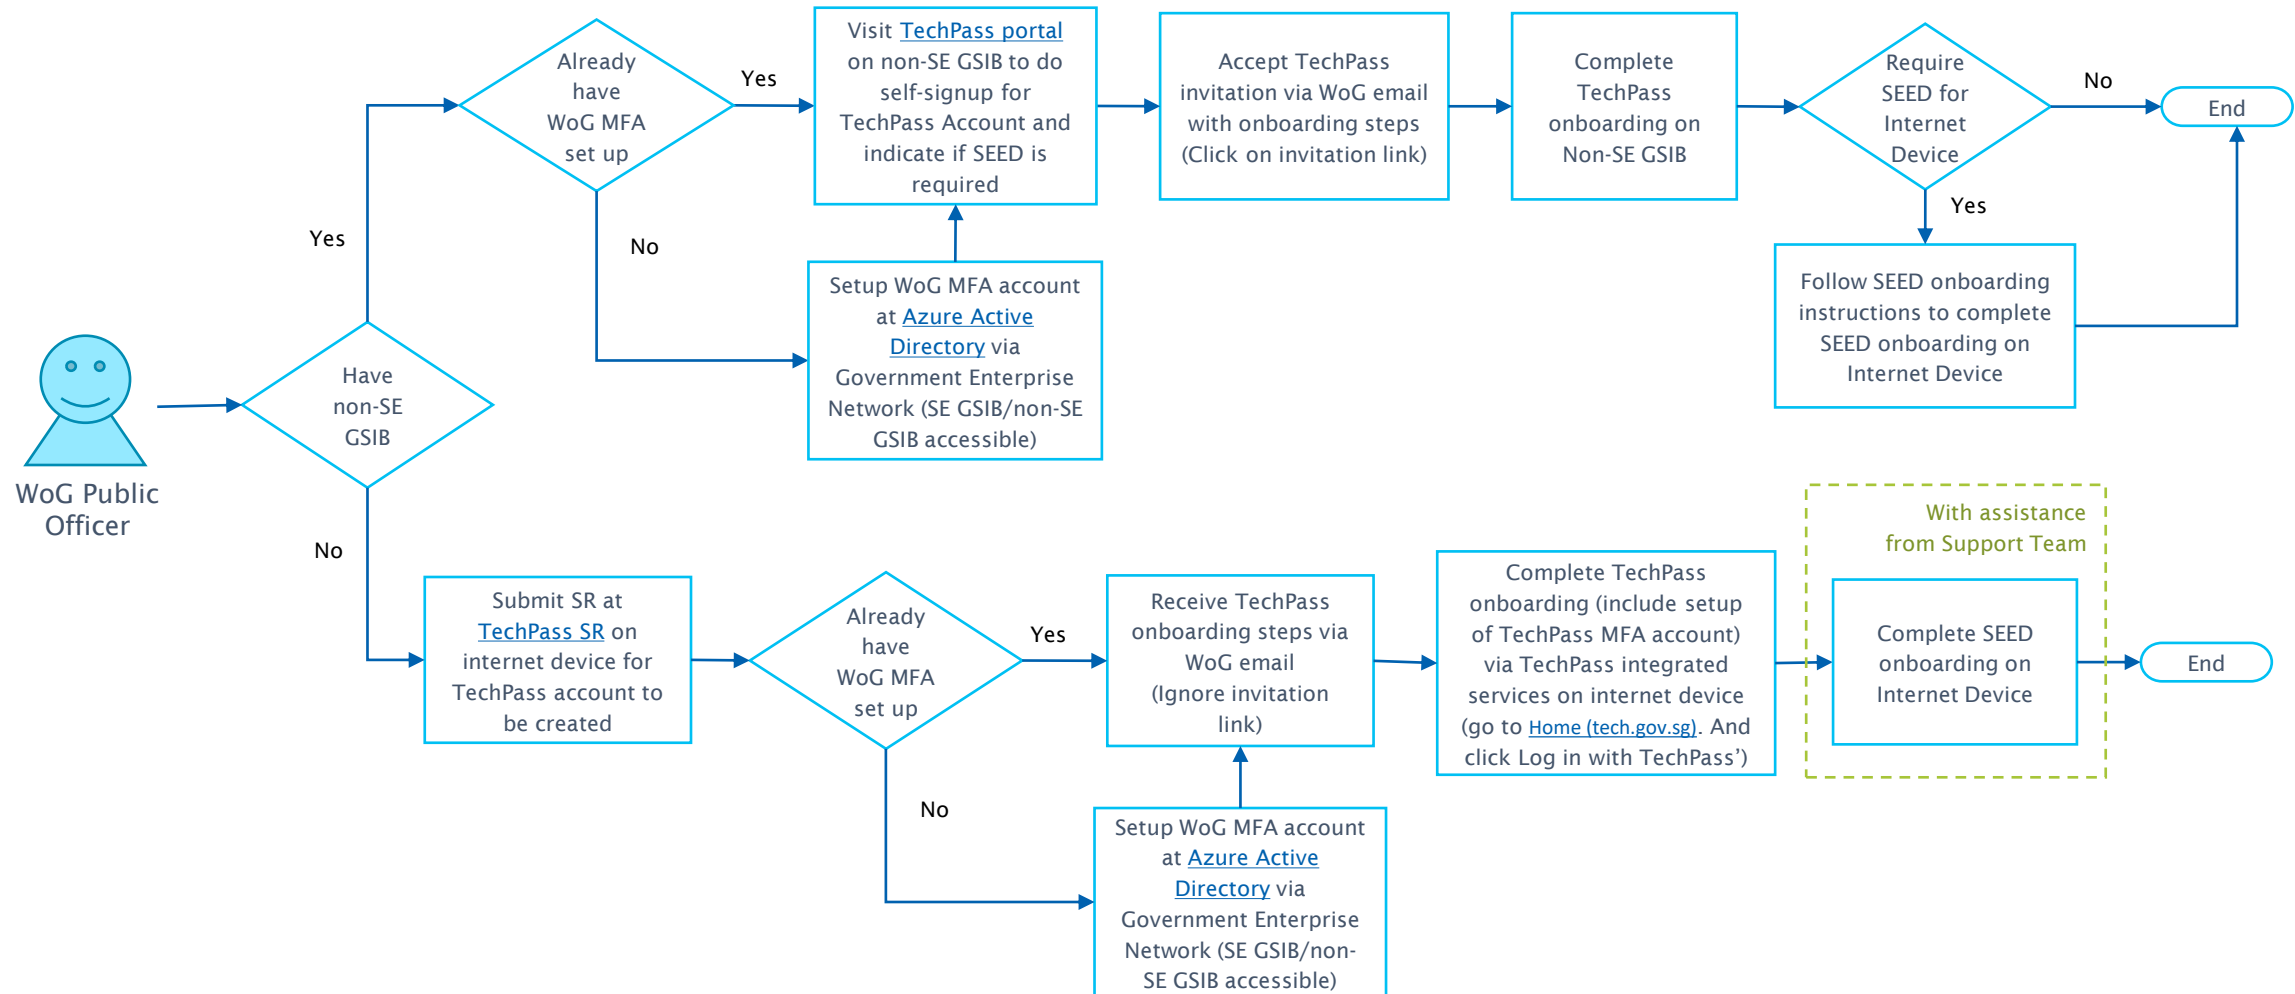 Already
have
WoG MFA
set up
Yes
No
Visit TechPass portal
on non-SE GSIB to do
self-signup for
TechPass Account and
indicate if SEED is
required
Accept TechPass
invitation via WoG email
with onboarding steps
(Click on invitation link)
Complete
TechPass
onboarding on
Non-SE GSIB
Require
SEED for
Internet
Device
No
End
Yes
Yes
Setup WoG MFA account
at Azure Active
Directory via
Government Enterprise
Network (SE GSIB/non-SE
GSIB accessible)
Follow SEED onboarding
instructions to complete
SEED onboarding on
Internet Device
WoG Public
Officer
Have
non-SE
GSIB
No
Submit SR at
TechPass SR on
internet device for
TechPass account to
be created
Already
have
WoG MFA
set up
Yes
No
Receive TechPass
onboarding steps via
WoG email
(Ignore invitation
link)
Setup WoG MFA account
at Azure Active
Directory via
Government Enterprise
Network (SE GSIB/non-
SE GSIB accessible)
Complete TechPass
onboarding (include setup
of TechPass MFA account)
via TechPass integrated
services on internet device
(go to Home (tech.gov.sg). And
click Log in with TechPass’)
With assistance
from Support Team
Complete SEED
onboarding on
Internet Device
End